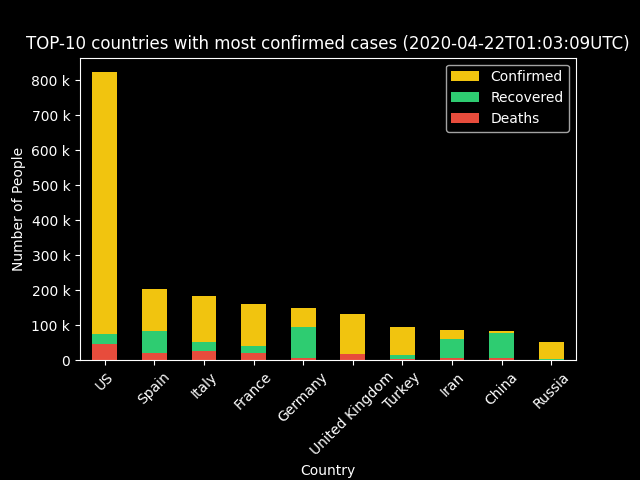 TOP-10 countries with most confirmed cases (2020-04-22T01:03:09UTC)
Confirmed
Recovered
Deaths
Number of People
800 k
700 k
600 k
500 k
400 k
300 k
200 k
100 k
0
US
Spain
Italy
France
Germany
United Kingdom
Turkey
Iran
China
Russia
Country